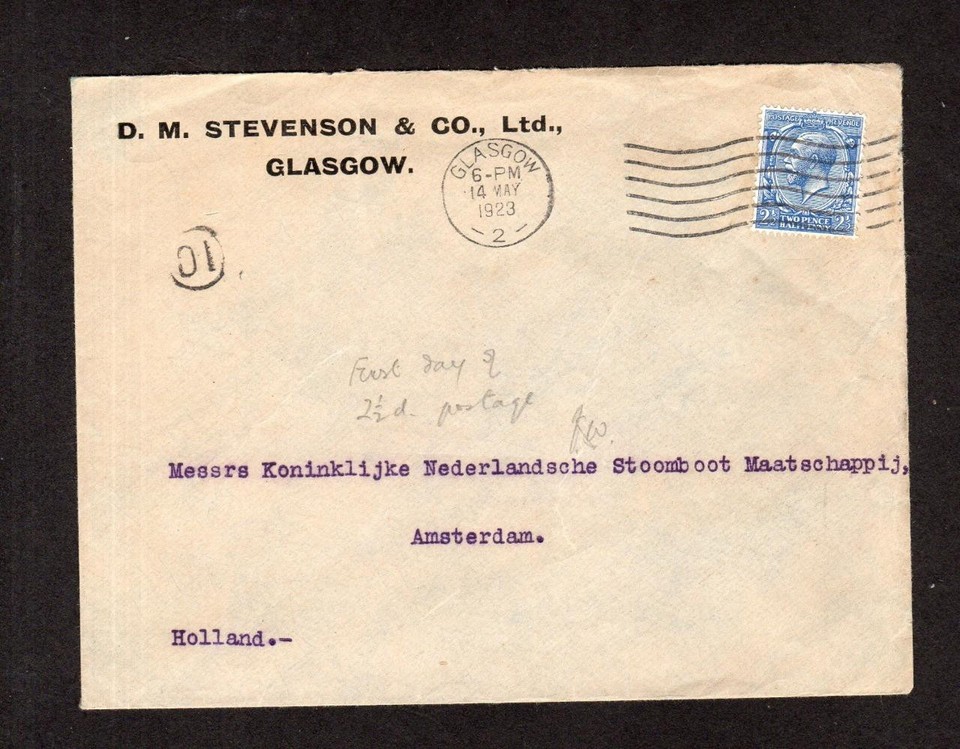 D. M. STEVENSON & CO., Ltd.,
GLASGOW.
GLASGOW
6-PM
14 MAY
1923
- 2 -
POSTAGE
2½ TWO PENCE 2½
HALFPENNY
10
First day of
2½d. postage
Messrs Koninklijke Nederlandsche Stoomboot Maatschappij,
Amsterdam.
Holland.-